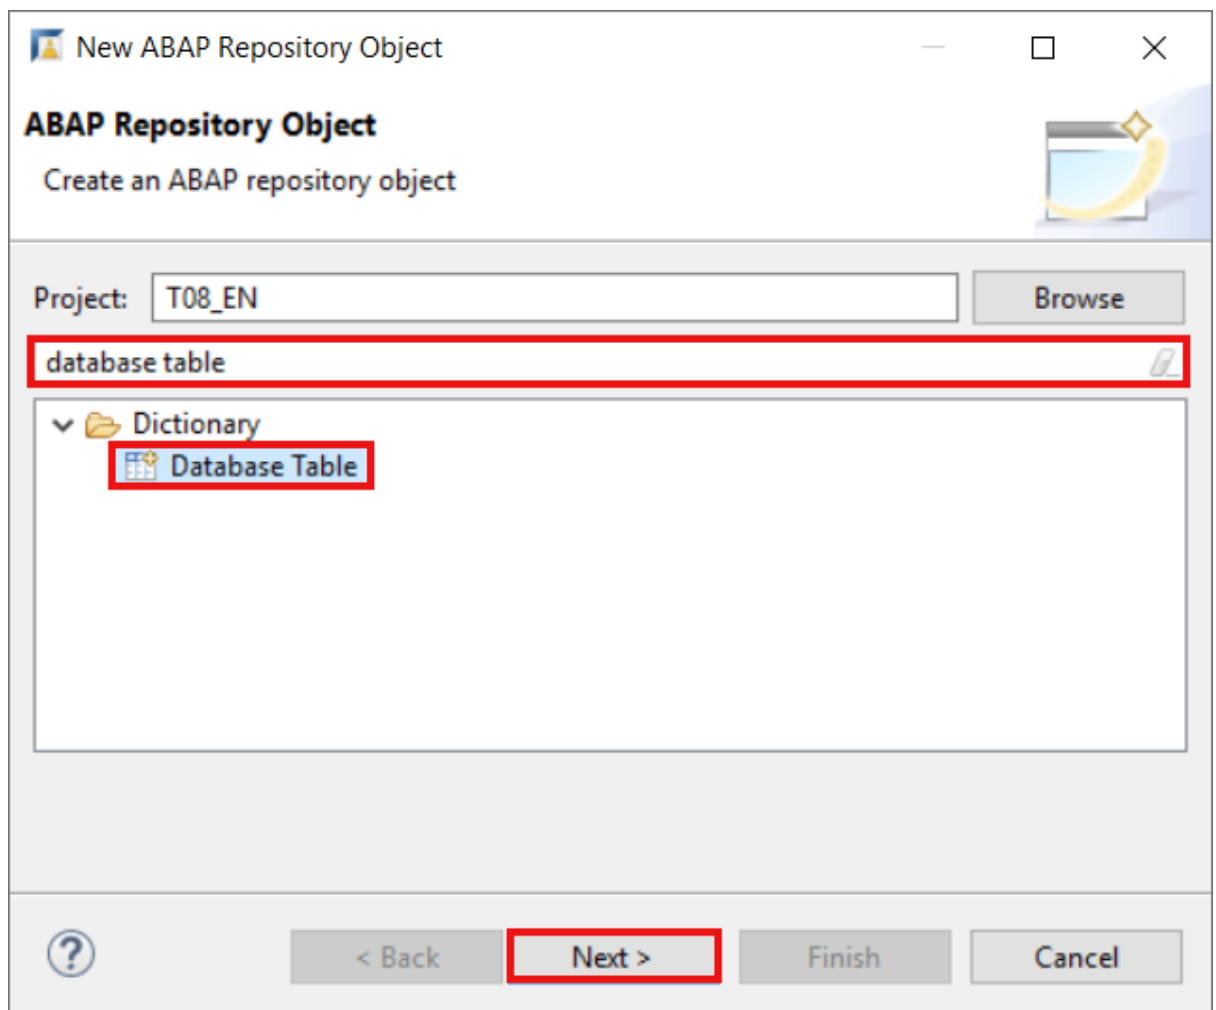 New ABAP Repository Object
ABAP Repository Object
Create an ABAP repository object
Project: T08_EN Browse
database table
Dictionary
Database Table
? < Back Next > Finish Cancel